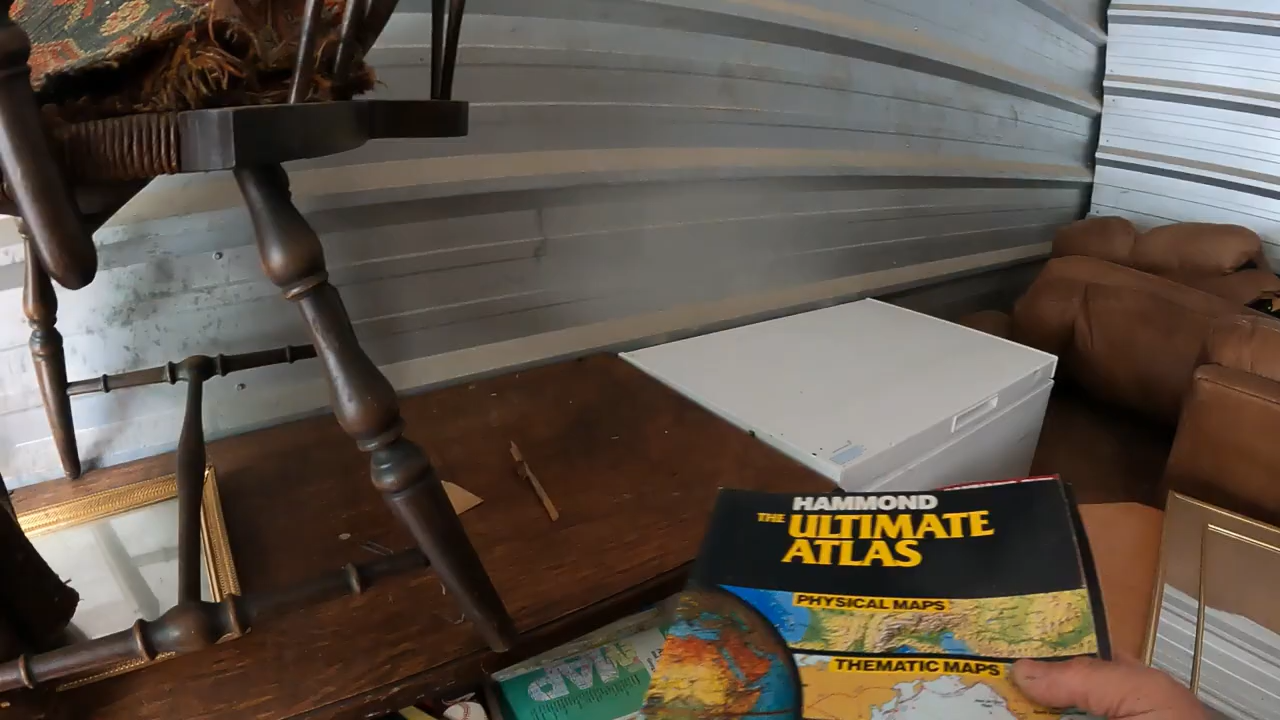 HAMMOND
THE ULTIMATE
ATLAS
PHYSICAL MAPS
THEMATIC MAPS
MAP